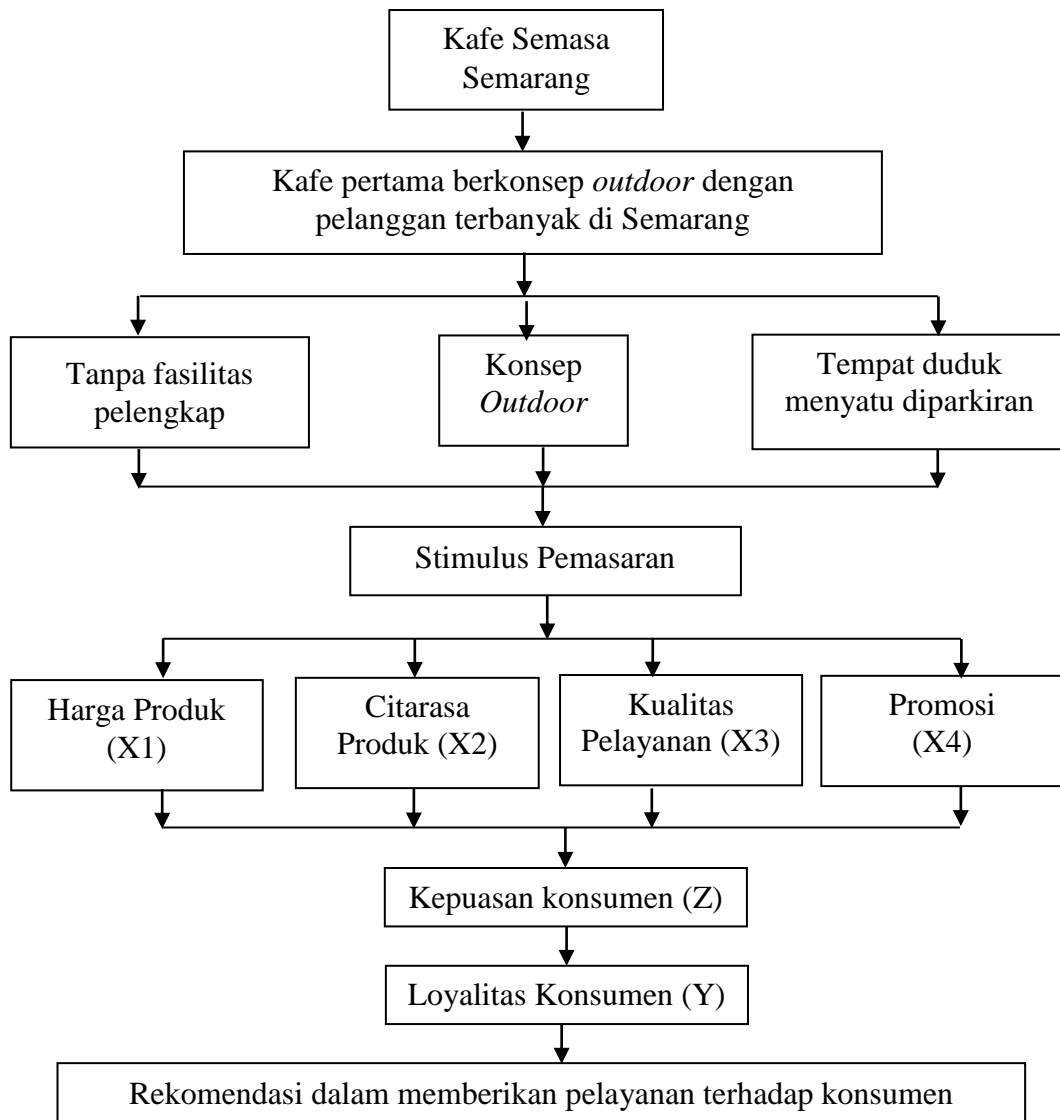 Kafe Semasa
Semarang
Kafe pertama berkonsep outdoor dengan
pelanggan terbanyak di Semarang
Tanpa fasilitas
pelengkap
Konsep
Outdoor
Tempat duduk
menyatu diparkiran
Stimulus Pemasaran
Harga Produk
(X1)
Citarasa
Produk (X2)
Kualitas
Pelayanan (X3)
Promosi
(X4)
Kepuasan konsumen (Z)
Loyalitas Konsumen (Y)
Rekomendasi dalam memberikan pelayanan terhadap konsumen